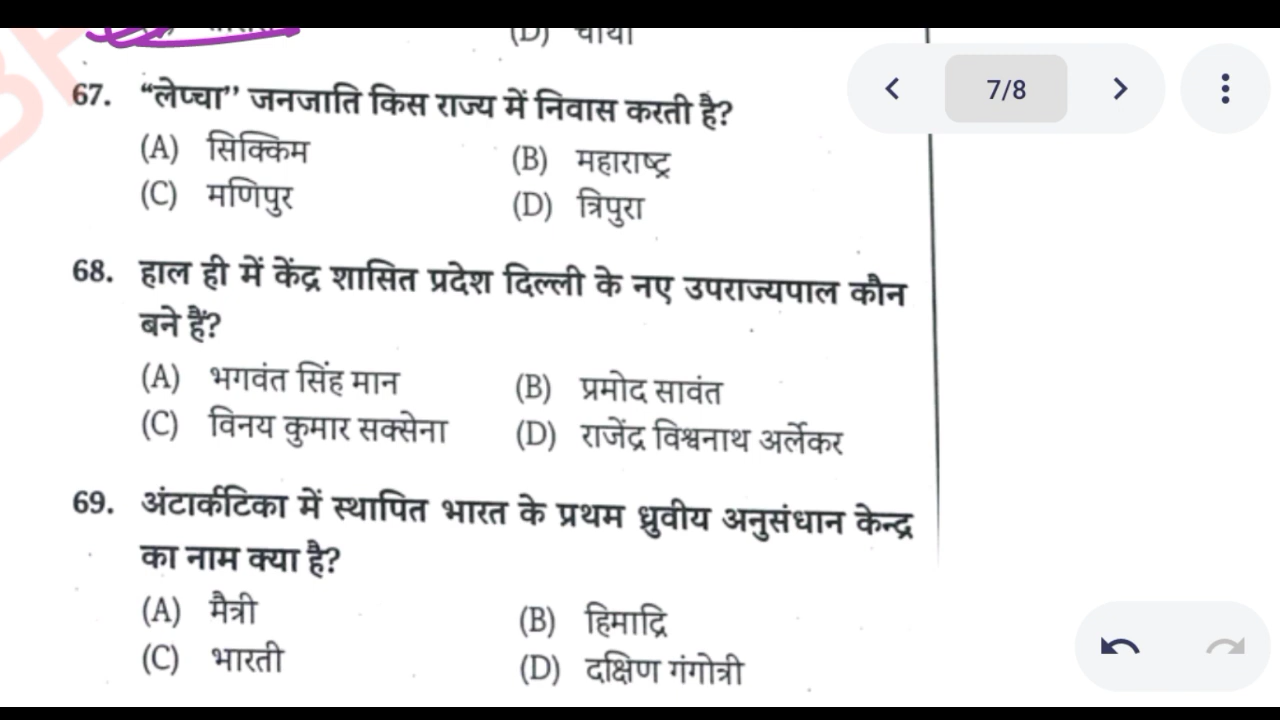 (D) चौथी
67. “लेप्चा” जनजाति किस राज्य में निवास करती है?
(A) सिक्किम (B) महाराष्ट्र
(C) मणिपुर (D) त्रिपुरा
7/8
68. हाल ही में केंद्र शासित प्रदेश दिल्ली के नए उपराज्यपाल कौन
बने हैं?
(A) भगवंत सिंह मान (B) प्रमोद सावंत
(C) विनय कुमार सक्सेना (D) राजेंद्र विश्वनाथ अर्लेकर
69. अंटार्कटिका में स्थापित भारत के प्रथम ध्रुवीय अनुसंधान केन्द्र
का नाम क्या है?
(A) मैत्री (B) हिमाद्रि
(C) भारती (D) दक्षिण गंगोत्री